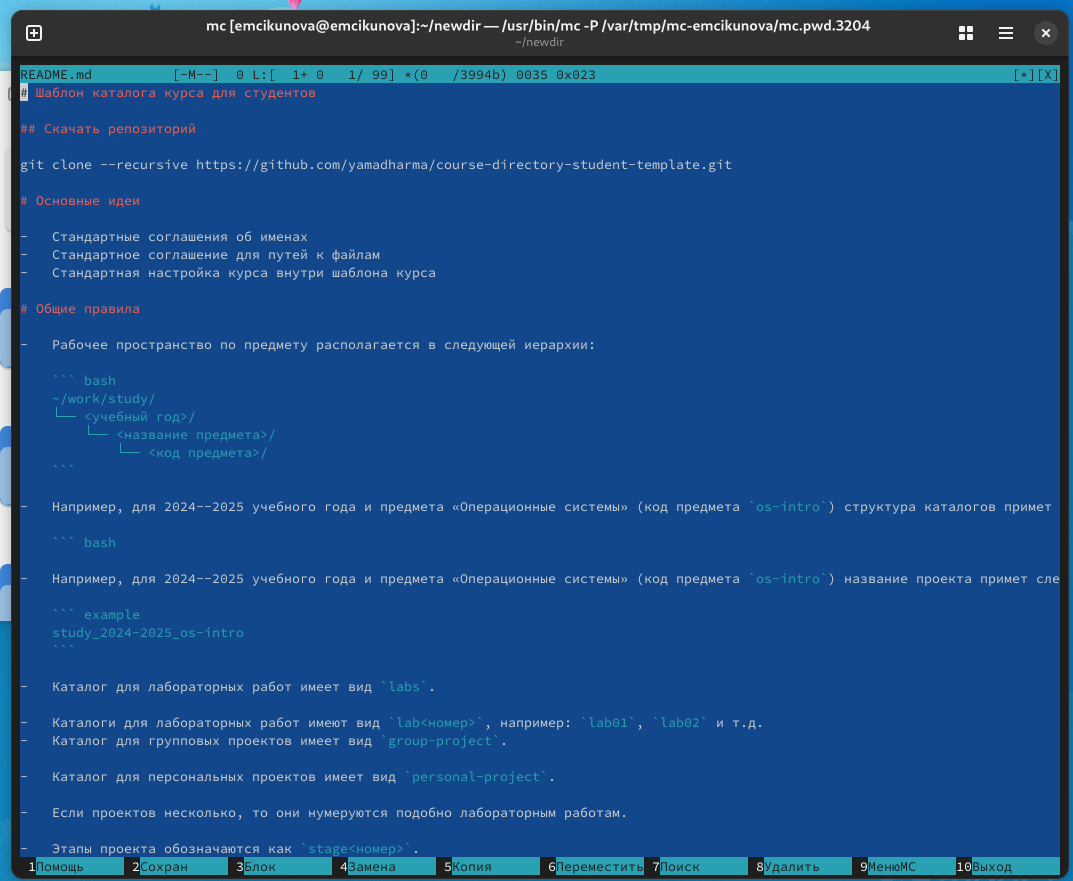 mc [emcikunova@emcikunova]:~/newdir — /usr/bin/mc -P /var/tmp/mc-emcikunova/mc.pwd.3204
~/newdir
README.md [-M--] 0 L:[ 1+ 0 1/ 99] *(0 /3994b) 0035 0x023 [*][X]
# Шаблон каталога курса для студентов
## Скачать репозиторий
git clone --recursive https://github.com/yamadharma/course-directory-student-template.git
# Основные идеи
- Стандартные соглашения об именах
- Стандартное соглашение для путей к файлам
- Стандартная настройка курса внутри шаблона курса
# Общие правила
- Рабочее пространство по предмету располагается в следующей иерархии:
``` bash
~/work/study/
└── <учебный год>/
└── <название предмета>/
└── <код предмета>/
```
- Например, для 2024--2025 учебного года и предмета «Операционные системы» (код предмета `os-intro`) структура каталогов примет
``` bash
- Например, для 2024--2025 учебного года и предмета «Операционные системы» (код предмета `os-intro`) название проекта примет сле
``` example
study_2024-2025_os-intro
```
- Каталог для лабораторных работ имеет вид `labs`.
- Каталоги для лабораторных работ имеют вид `lab<номер>`, например: `lab01`, `lab02` и т.д.
- Каталог для групповых проектов имеет вид `group-project`.
- Каталог для персональных проектов имеет вид `personal-project`.
- Если проектов несколько, то они нумеруются подобно лабораторным работам.
- Этапы проекта обозначаются как `stage<номер>`.
1Помощь 2Сохран 3Блок 4Замена 5Копия 6Переместить 7Поиск 8Удалить 9МенюMC 10Выход